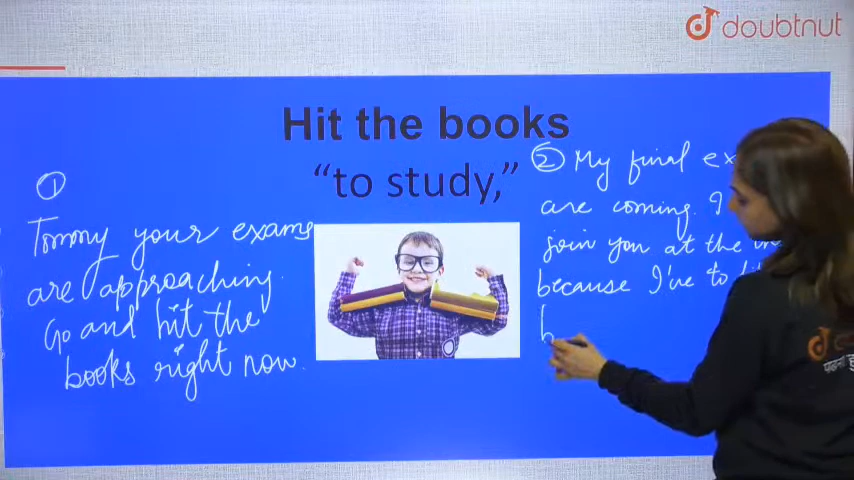 doubtnut
Hit the books
“to study,”
①
Tommy your exams
are approaching.
Go and hit the
books right now.
② My final ex
are coming. I
join you at the
because I've to
b